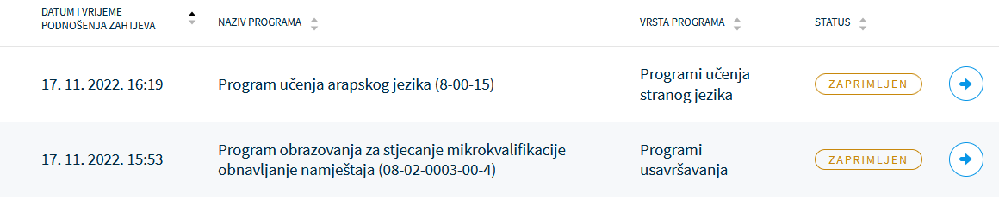 DATUM I VRIJEME
PODNOŠENJA ZAHTJEVA
NAZIV PROGRAMA
VRSTA PROGRAMA
STATUS
17. 11. 2022. 16:19
Program učenja arapskog jezika (8-00-15)
Programi učenja
stranog jezika
ZAPRIMLJEN
17. 11. 2022. 15:53
Program obrazovanja za stjecanje mikrokvalifikacije
obnavljanje namještaja (08-02-0003-00-4)
Programi
usavršavanja
ZAPRIMLJEN